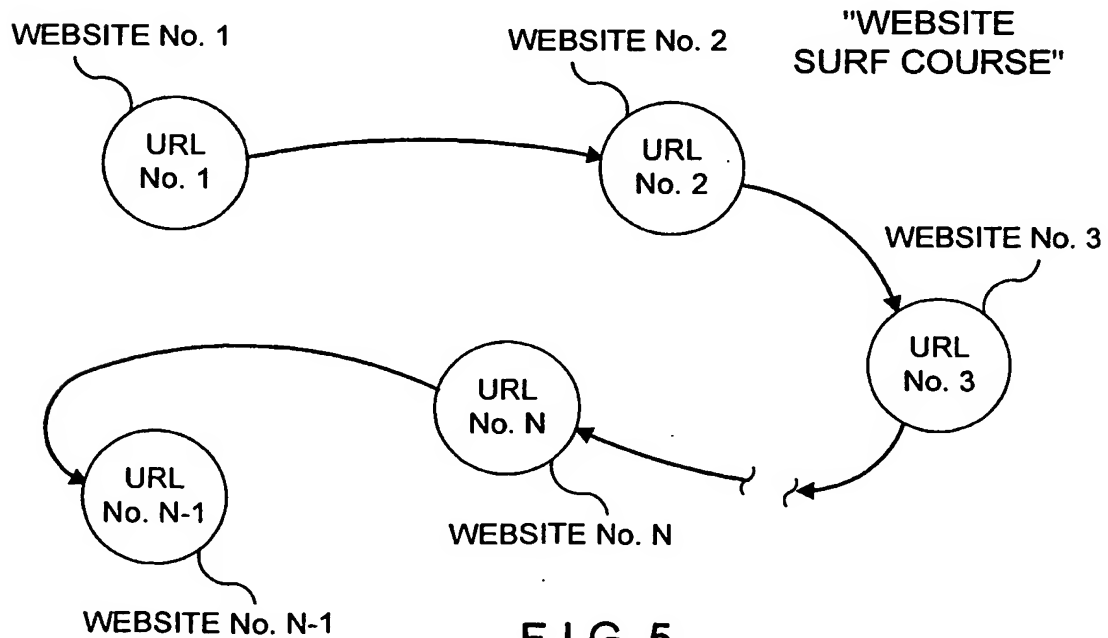 WEBSITE No. 1
WEBSITE No. 2
"WEBSITE
SURF COURSE"
URL
No. 1
URL
No. 2
WEBSITE No. 3
URL
No. 3
URL
No. N
URL
No. N-1
WEBSITE No. N
WEBSITE No. N-1
FIG. 5